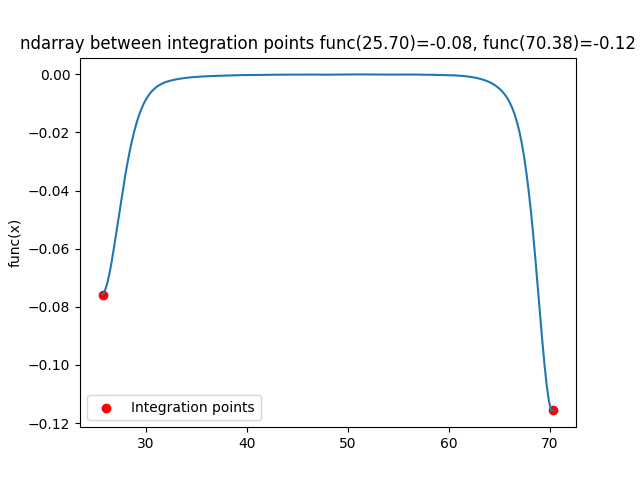 ndarray between integration points func(25.70)=-0.08, func(70.38)=-0.12
0.00
−0.02
−0.04
−0.06
−0.08
−0.10
−0.12
func(x)
Integration points
30 40 50 60 70